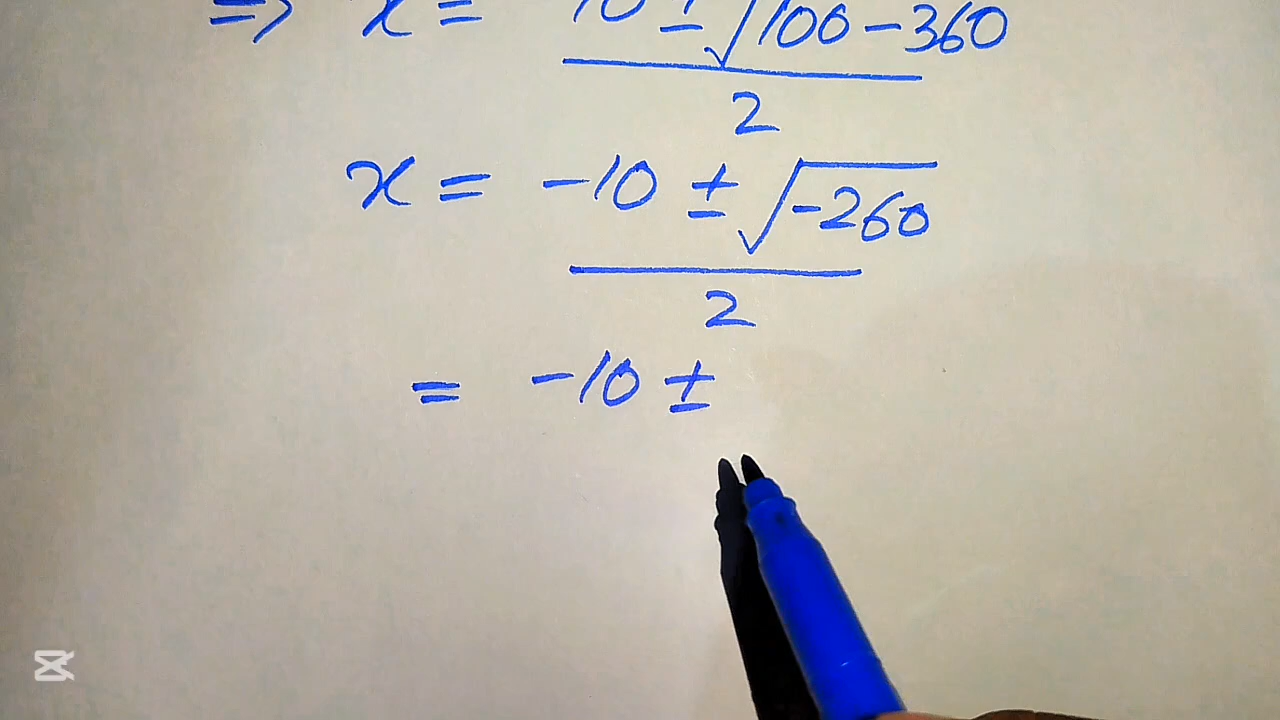 ⇒ x = 10 ± √100 - 360
2
x = -10 ± √-260
2
= -10 ±